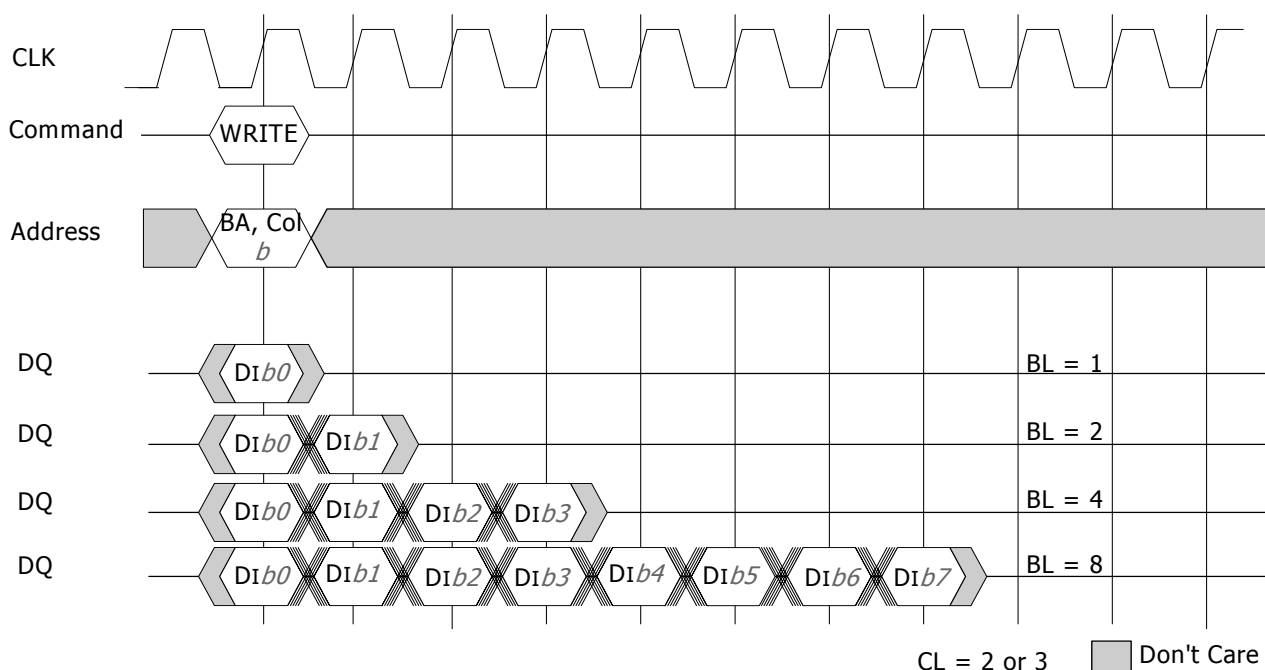 CLK
Command WRITE
Address BA, Col
b
DQ DIb0 BL = 1
DQ DIb0 DIb1 BL = 2
DQ DIb0 DIb1 DIb2 DIb3 BL = 4
DQ DIb0 DIb1 DIb2 DIb3 DIb4 DIb5 DIb6 DIb7 BL = 8
CL = 2 or 3 Don't Care